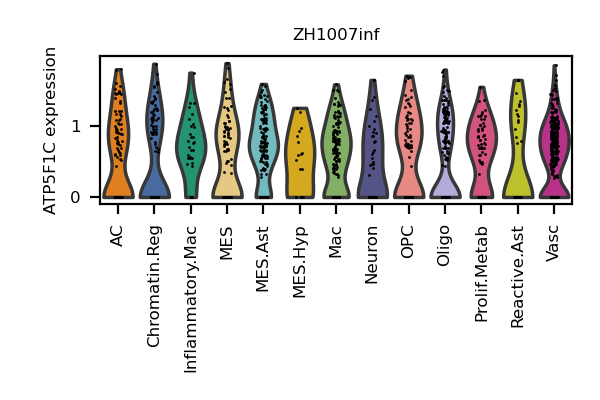 ZH1007inf
ATP5F1C expression
1
0
AC
Chromatin.Reg
Inflammatory.Mac
MES
MES.Ast
MES.Hyp
Mac
Neuron
OPC
Oligo
Prolif.Metab
Reactive.Ast
Vasc